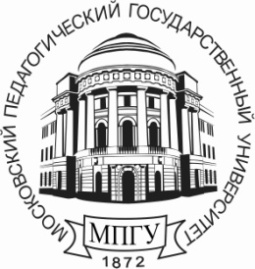 МОСКОВСКИЙ ПЕДАГОГИЧЕСКИЙ ГОСУДАРСТВЕННЫЙ УНИВЕРСИТЕТ
МПГУ
1872